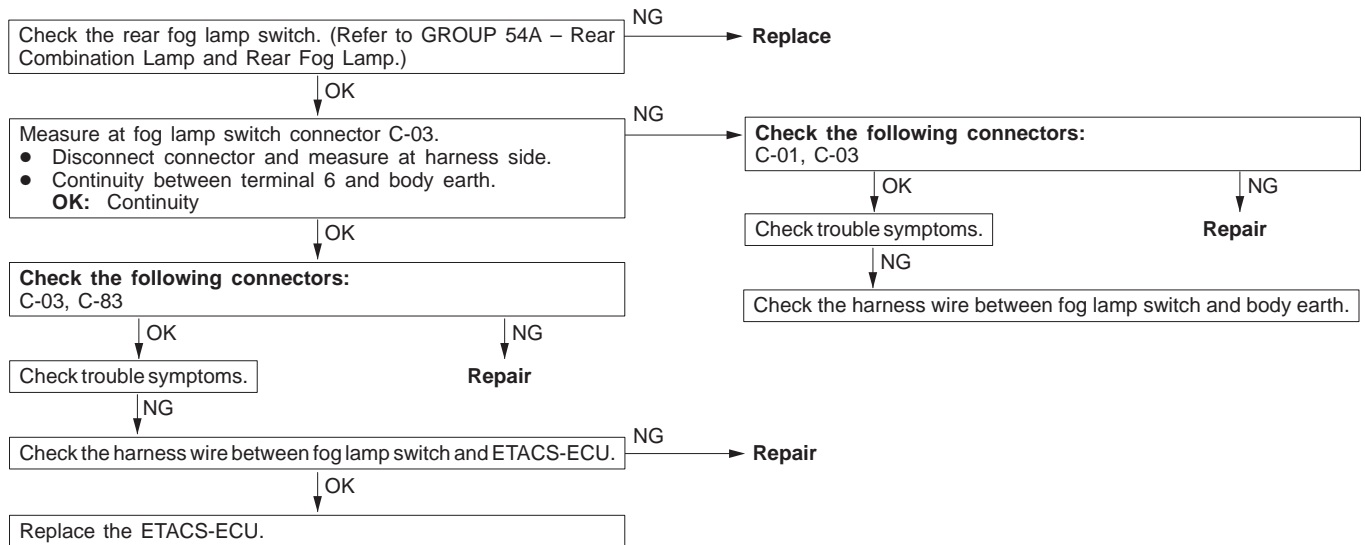 Check the rear fog lamp switch. (Refer to GROUP 54A – Rear
Combination Lamp and Rear Fog Lamp.)
NG
Replace
OK
Measure at fog lamp switch connector C-03.
● Disconnect connector and measure at harness side.
● Continuity between terminal 6 and body earth.
OK: Continuity
NG
Check the following connectors:
C-01, C-03
OK
NG
Check trouble symptoms.
Repair
NG
Check the harness wire between fog lamp switch and body earth.
OK
Check the following connectors:
C-03, C-83
OK
NG
Check trouble symptoms.
Repair
NG
Check the harness wire between fog lamp switch and ETACS-ECU.
NG
Repair
OK
Replace the ETACS-ECU.